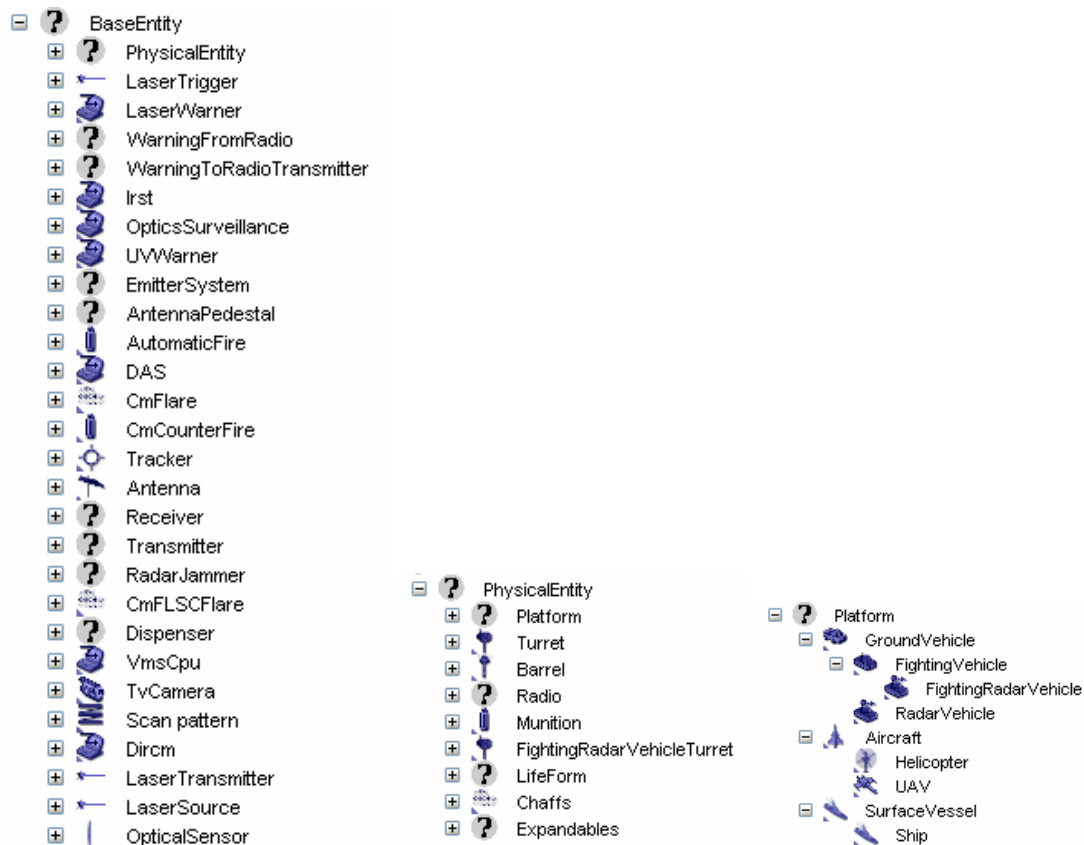 BaseEntity
PhysicalEntity
LaserTrigger
LaserWarner
WarningFromRadio
WarningToRadioTransmitter
Irst
OpticsSurveillance
UVWarner
EmitterSystem
AntennaPedestal
AutomaticFire
DAS
CmFlare
CmCounterFire
Tracker
Antenna
Receiver
Transmitter
RadarJammer
CmFLSCFlare
Dispenser
VmsCpu
TvCamera
Scan pattern
Dircm
LaserTransmitter
LaserSource
OpticalSensor
PhysicalEntity
Platform
Turret
Barrel
Radio
Munition
FightingRadarVehicleTurret
LifeForm
Chaffs
Expandables
Platform
GroundVehicle
FightingVehicle
FightingRadarVehicle
RadarVehicle
Aircraft
Helicopter
UAV
SurfaceVessel
Ship